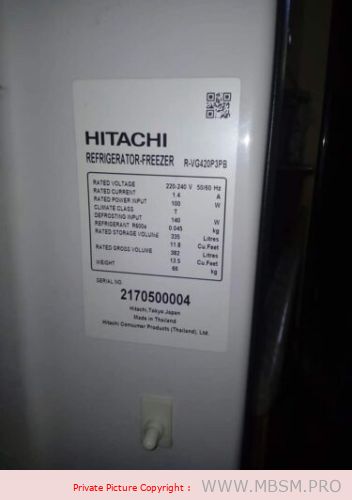 HITACHI
REFRIGERATOR-FREEZER R-VG420P3PB
RATED VOLTAGE 220-240 V 50/60 Hz
RATED CURRENT 1.4 A
RATED POWER INPUT 100 W
CLIMATE CLASS T
DEFROSTING INPUT 140 W
REFRIGERANT R600a 0.045 kg
RATED STORAGE VOLUME 335 Litres
11.8 Cu.Feet
RATED GROSS VOLUME 382 Litres
13.5 Cu.Feet
WEIGHT 66 kg
SERIAL NO.
2170500004
Hitachi, Tokyo Japan
Made in Thailand
Hitachi Consumer Products (Thailand), Ltd.
Private Picture Copyright : WWW.MBSM.PRO